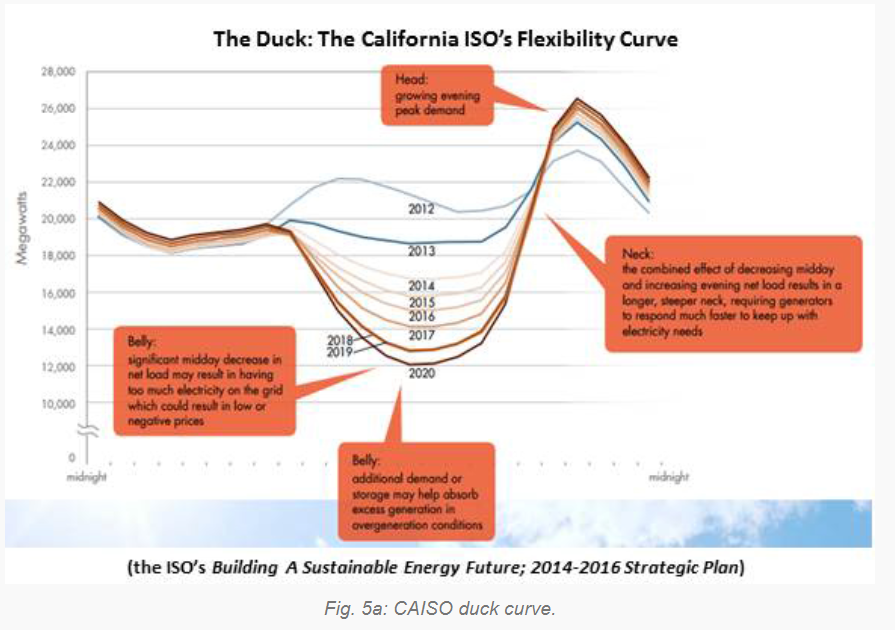 The Duck: The California ISO's Flexibility Curve
28,000
26,000
24,000
22,000
20,000
18,000
16,000
14,000
12,000
10,000
0
Megawatts
midnight
midnight
Head:
growing evening
peak demand
2012
2013
2014
2015
2016
2017
2018
2019
2020
Neck:
the combined effect of decreasing midday
and increasing evening net load results in a
longer, steeper neck, requiring generators
to respond much faster to keep up with
electricity needs
Belly:
significant midday decrease in
net load may result in having
too much electricity on the grid
which could result in low or
negative prices
Belly:
additional demand or
storage may help absorb
excess generation in
overgeneration conditions
(the ISO's Building A Sustainable Energy Future; 2014-2016 Strategic Plan)
Fig. 5a: CAISO duck curve.